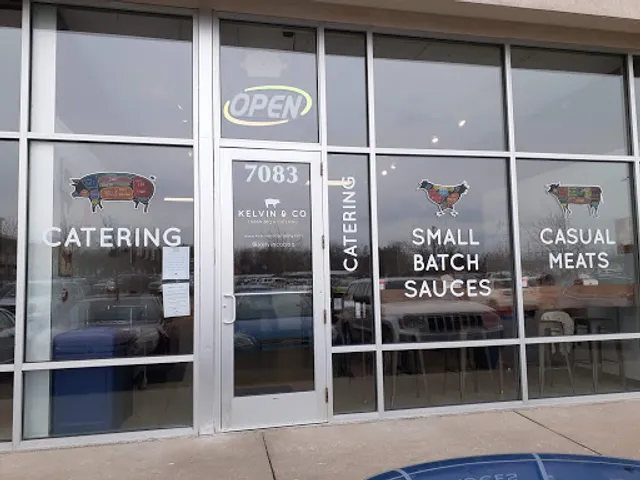 OPEN
7083
KELVIN & CO
CATERING
CATERING
SMALL
BATCH
SAUCES
CASUAL
MEATS